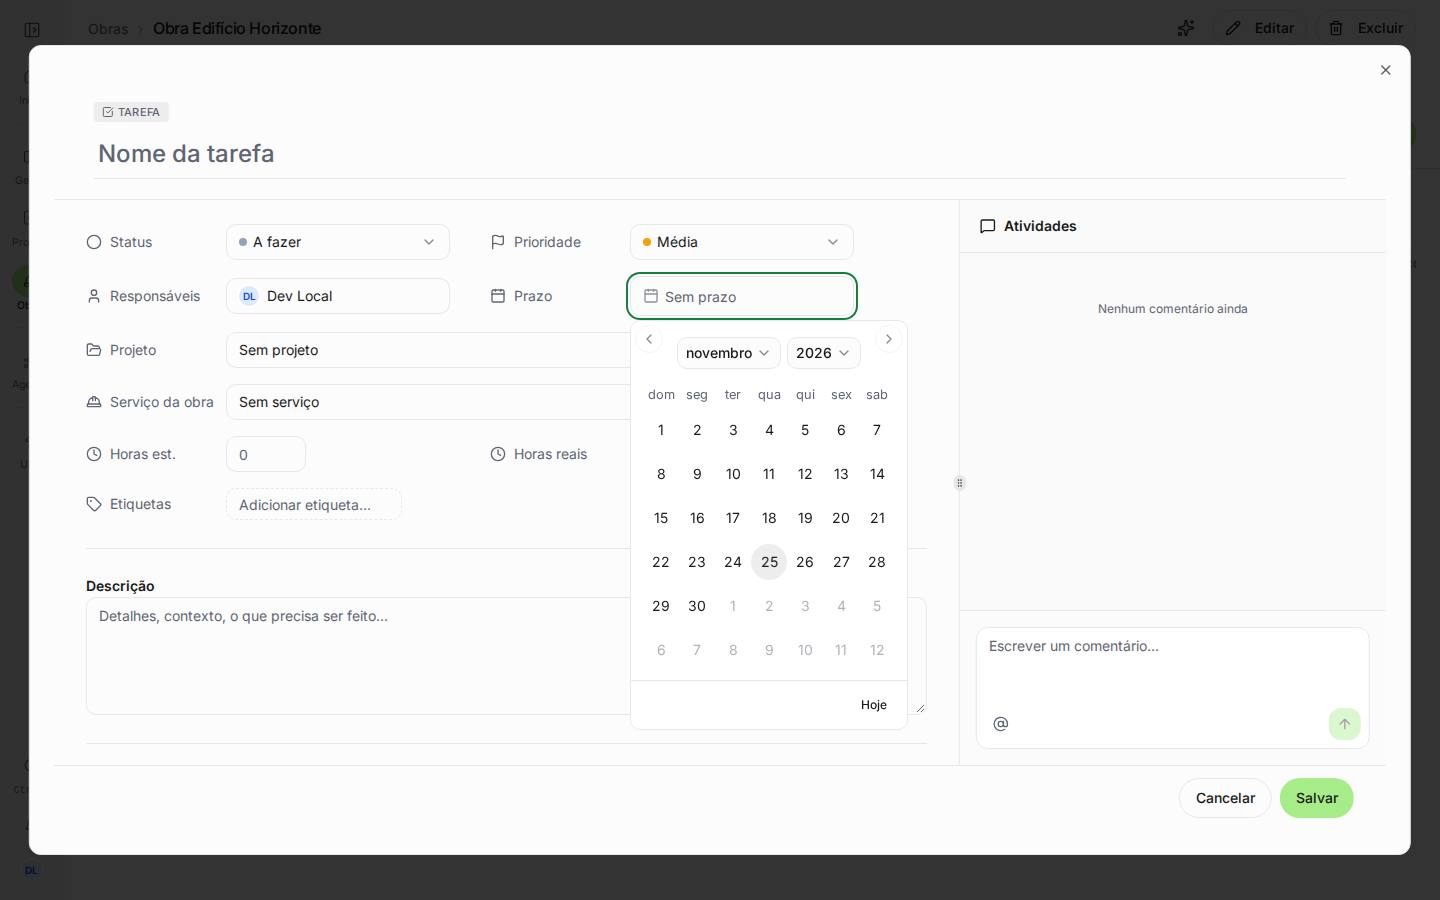 Obras › Obra Edifício Horizonte
Editar
Excluir
TAREFA
Nome da tarefa
Status
A fazer
Prioridade
Média
Responsáveis
DL Dev Local
Prazo
Sem prazo
Projeto
Sem projeto
Serviço da obra
Sem serviço
Horas est.
0
Horas reais
Etiquetas
Adicionar etiqueta...
novembro 2026
dom seg ter qua qui sex sab
1 2 3 4 5 6 7
8 9 10 11 12 13 14
15 16 17 18 19 20 21
22 23 24 25 26 27 28
29 30 1 2 3 4 5
6 7 8 9 10 11 12
Hoje
Descrição
Detalhes, contexto, o que precisa ser feito...
Atividades
Nenhum comentário ainda
Escrever um comentário...
@
Cancelar
Salvar
DL